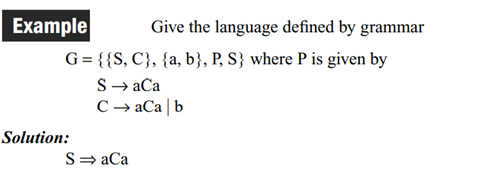 Example Give the language defined by grammar
G = {{S, C}, {a, b}, P, S} where P is given by
S → aCa
C → aCa | b
Solution:
S ⇒ aCa